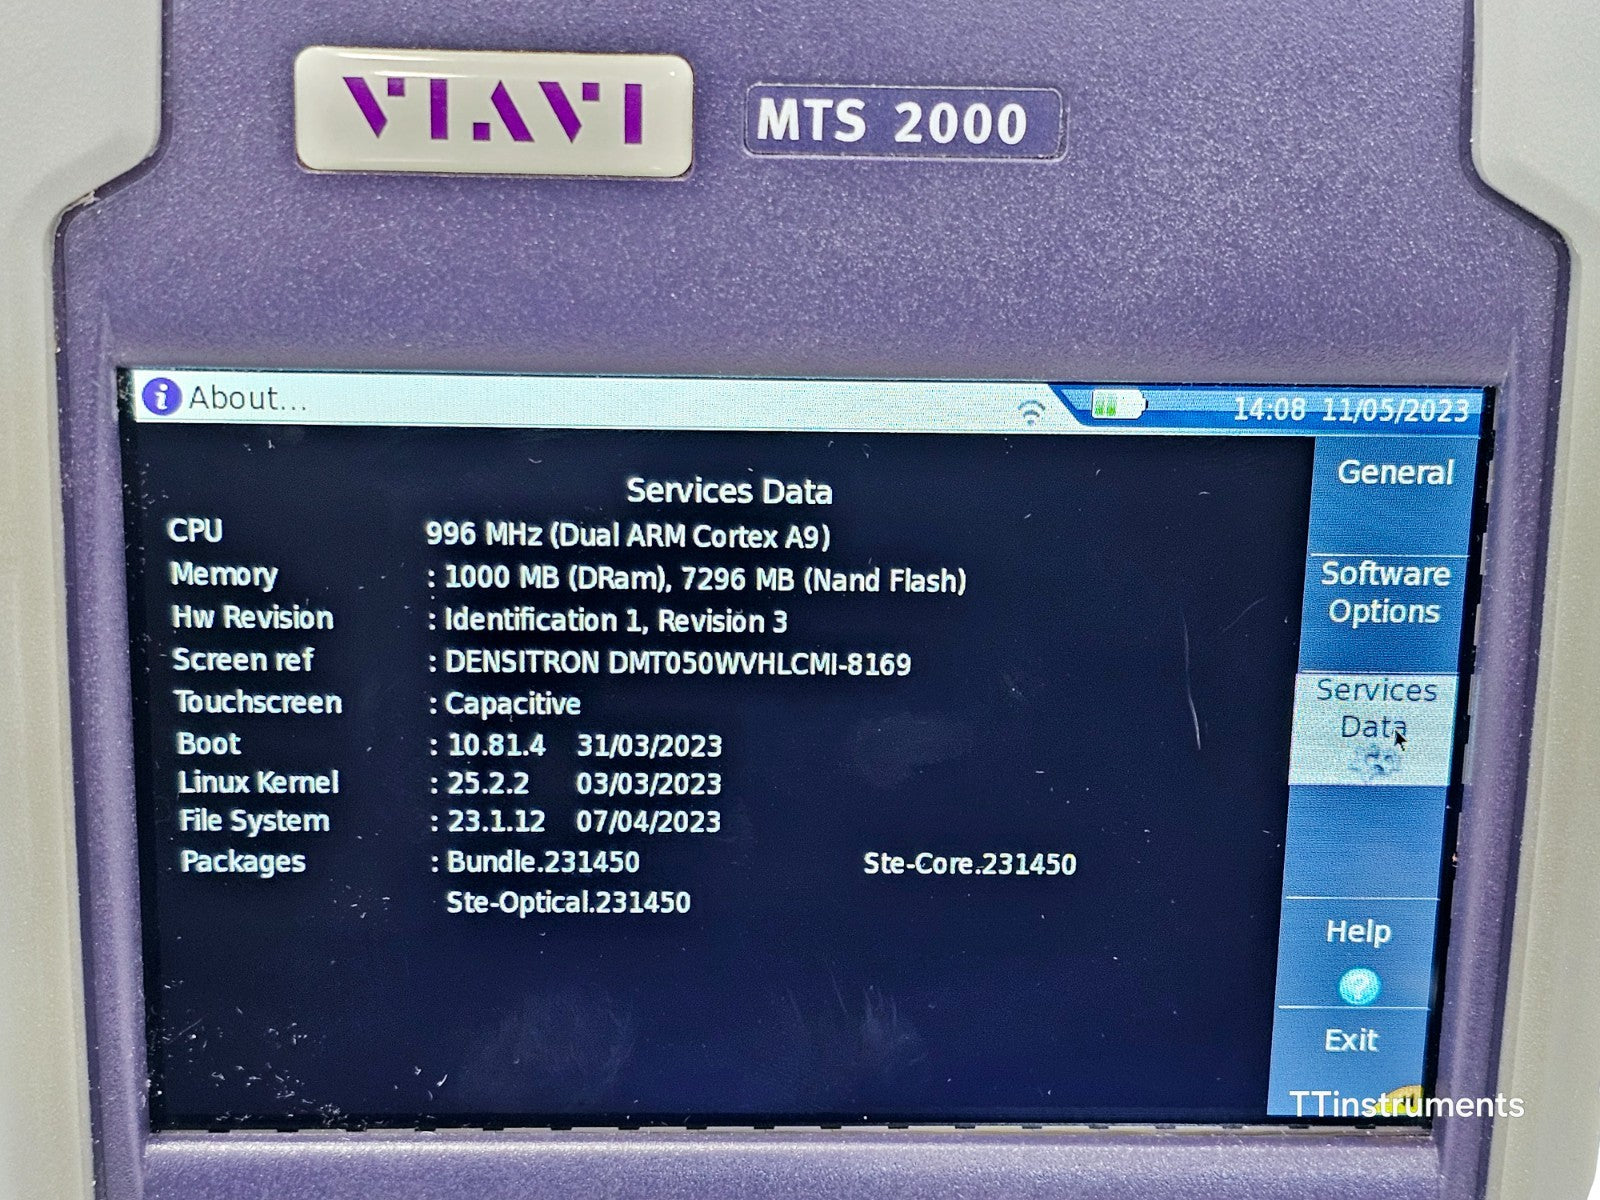 VIAVI
MTS 2000
About...
14:08 11/05/2023
Services Data
CPU 996 MHz (Dual ARM Cortex A9)
Memory : 1000 MB (DRam), 7296 MB (Nand Flash)
Hw Revision : Identification 1, Revision 3
Screen ref : DENSITRON DMT050WVHLCMI-8169
Touchscreen : Capacitive
Boot : 10.81.4 31/03/2023
Linux Kernel : 25.2.2 03/03/2023
File System : 23.1.12 07/04/2023
Packages : Bundle.231450 Ste-Core.231450
Ste-Optical.231450
General
Software
Options
Services
Data
Help
Exit
TTinstruments